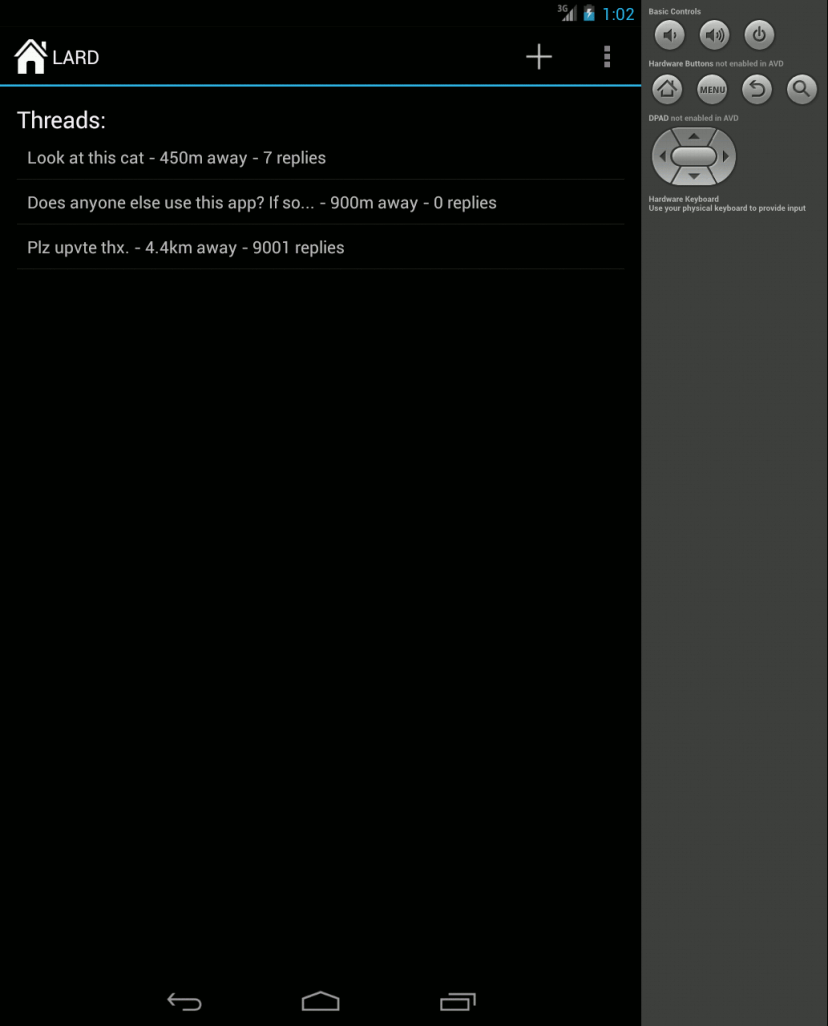 3G 1:02
LARD
Threads:
Look at this cat - 450m away - 7 replies
Does anyone else use this app? If so... - 900m away - 0 replies
Plz upvte thx. - 4.4km away - 9001 replies
Basic Controls
Hardware Buttons not enabled in AVD
MENU
DPAD not enabled in AVD
Hardware Keyboard
Use your physical keyboard to provide input